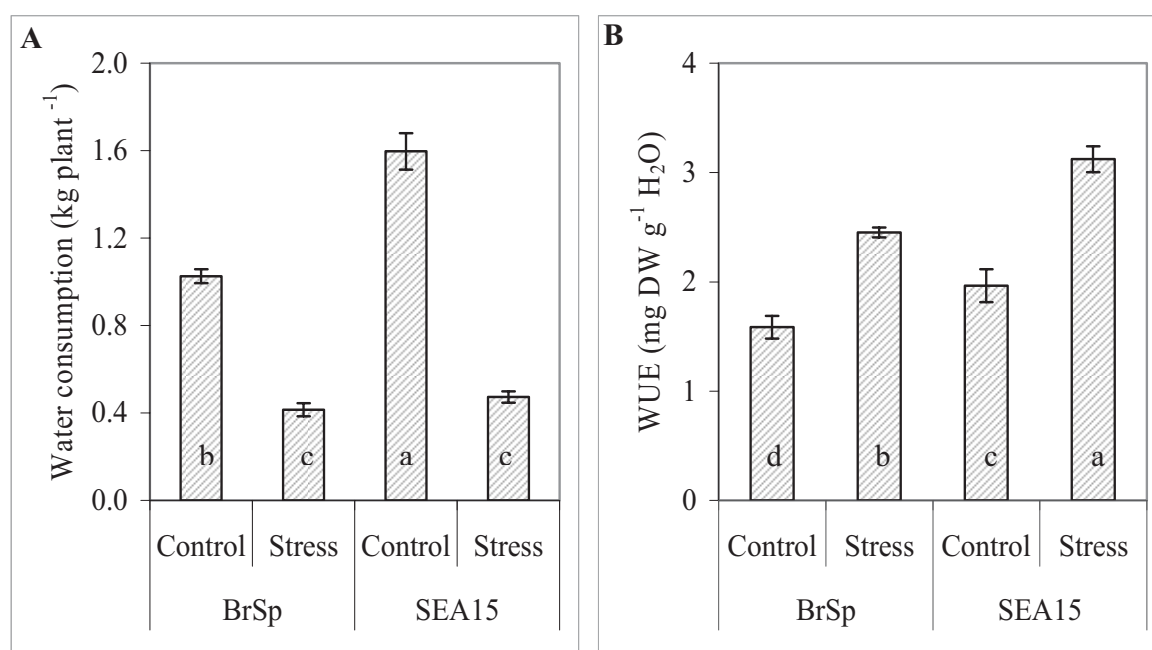 A
Water consumption (kg plant ⁻¹)
2.0
1.6
1.2
0.8
0.4
0.0
b
c
a
c
Control Stress Control Stress
BrSp SEA15
B
WUE (mg DW g⁻¹ H₂O)
4
3
2
1
0
d
b
c
a
Control Stress Control Stress
BrSp SEA15